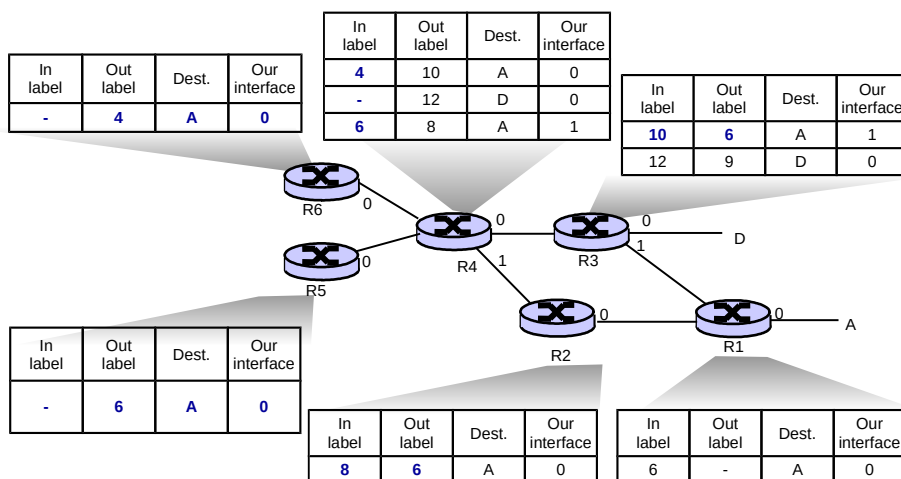 In label | Out label | Dest. | Our interface
4 | 10 | A | 0
- | 12 | D | 0
6 | 8 | A | 1
In label | Out label | Dest. | Our interface
- | 4 | A | 0
In label | Out label | Dest. | Our interface
10 | 6 | A | 1
12 | 9 | D | 0
R6
0
R5
0
R4
0
1
R3
0
1
D
R2
0
R1
0
A
In label | Out label | Dest. | Our interface
- | 6 | A | 0
In label | Out label | Dest. | Our interface
8 | 6 | A | 0
In label | Out label | Dest. | Our interface
6 | - | A | 0